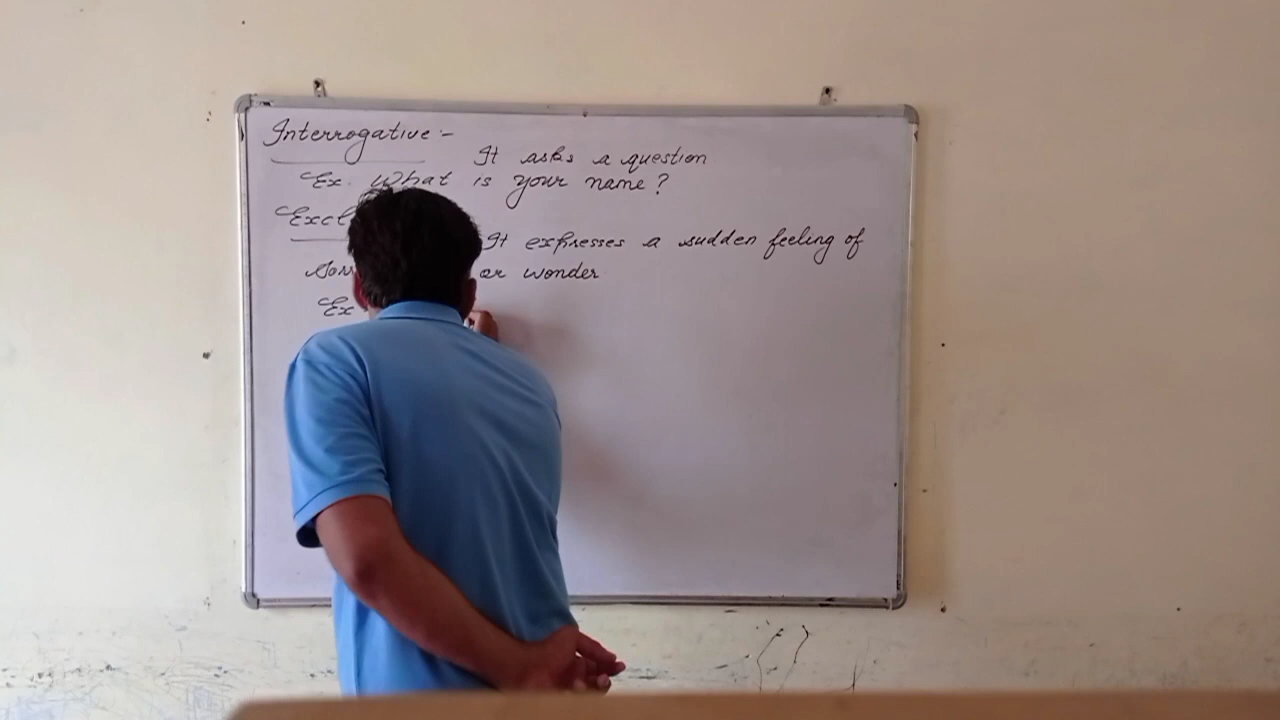 Interrogative :-
It asks a question
Ex. What is your name ?
It expresses a sudden feeling of
or wonder
Ex